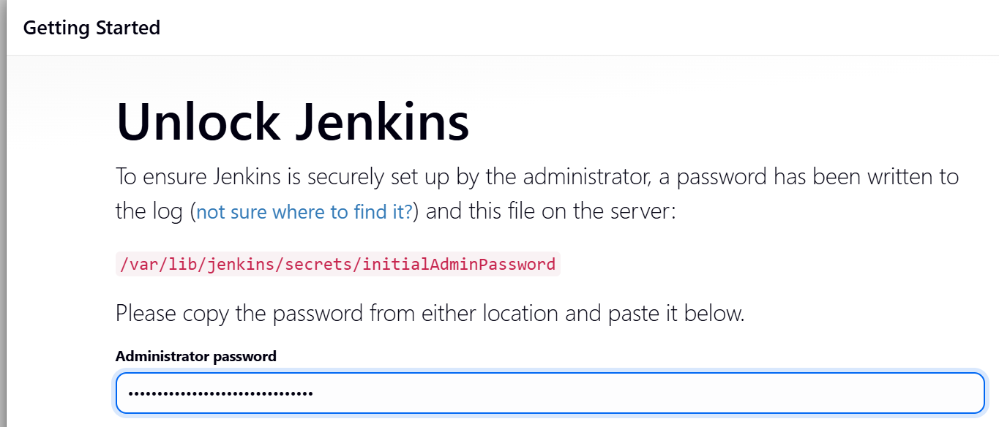 Getting Started
Unlock Jenkins
To ensure Jenkins is securely set up by the administrator, a password has been written to
the log (not sure where to find it?) and this file on the server:
/var/lib/jenkins/secrets/initialAdminPassword
Please copy the password from either location and paste it below.
Administrator password
••••••••••••••••••••••••••••••••